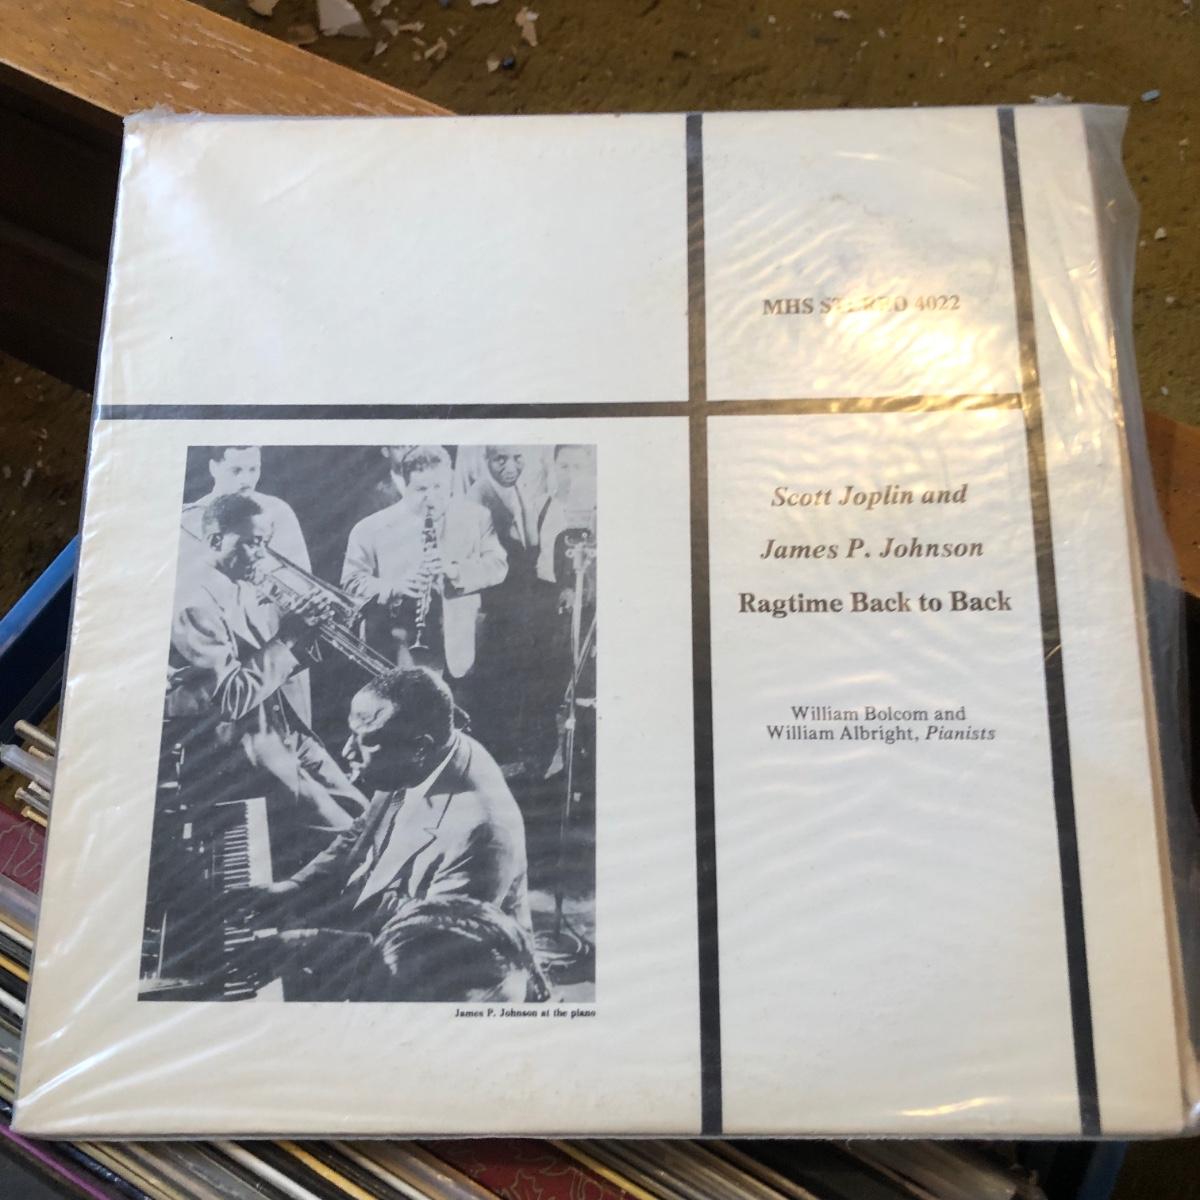 MHS STEREO 4022
Scott Joplin and
James P. Johnson
Ragtime Back to Back
William Bolcom and
William Albright, Pianists
James P. Johnson at the piano